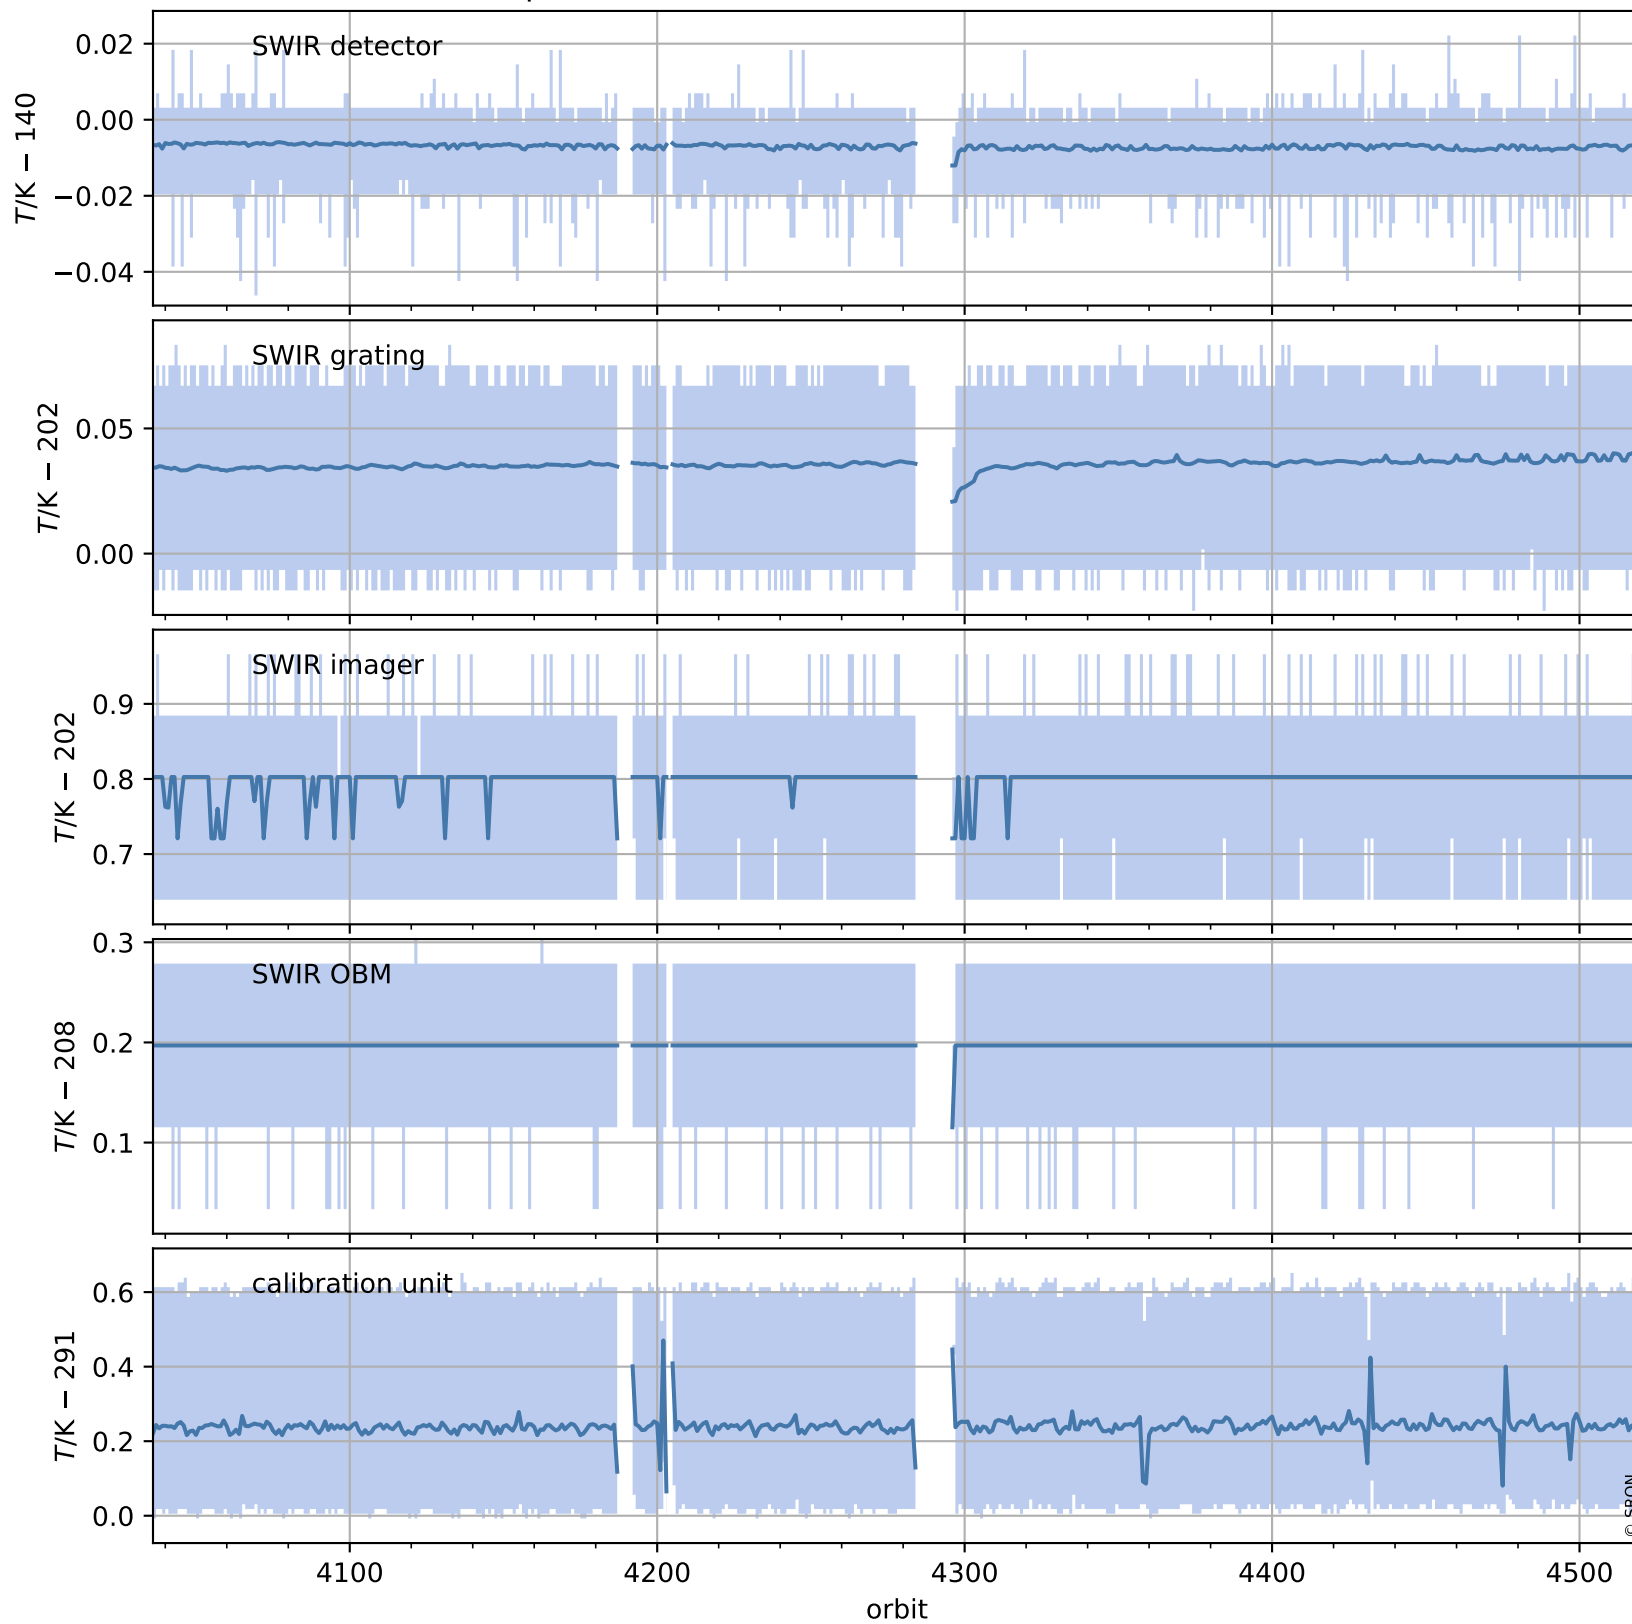 SWIR detector
T/K − 140
0.02
0.00
−0.02
−0.04
SWIR grating
T/K − 202
0.05
0.00
SWIR imager
T/K − 202
0.9
0.8
0.7
SWIR OBM
T/K − 208
0.3
0.2
0.1
calibration unit
T/K − 291
0.6
0.4
0.2
0.0
4100 4200 4300 4400 4500
orbit
© SRON